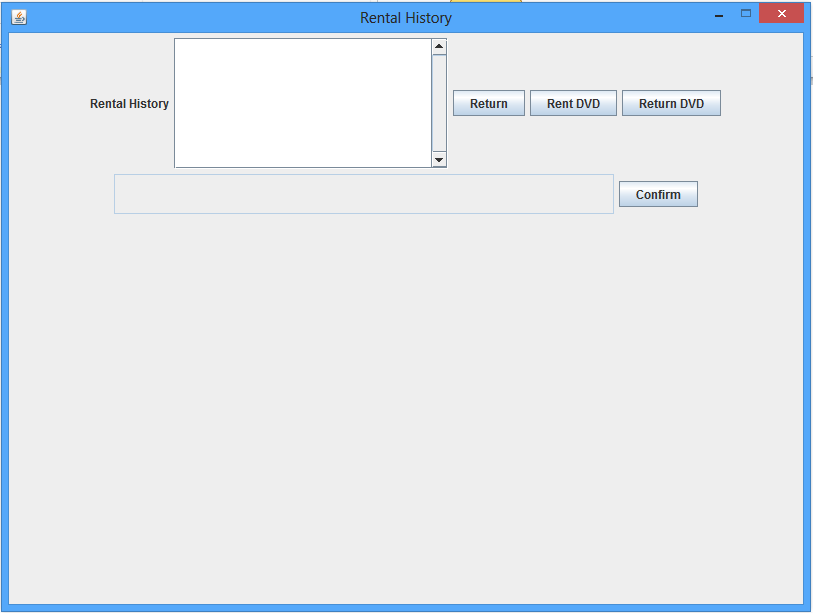 Rental History
Rental History Return Rent DVD Return DVD
Confirm